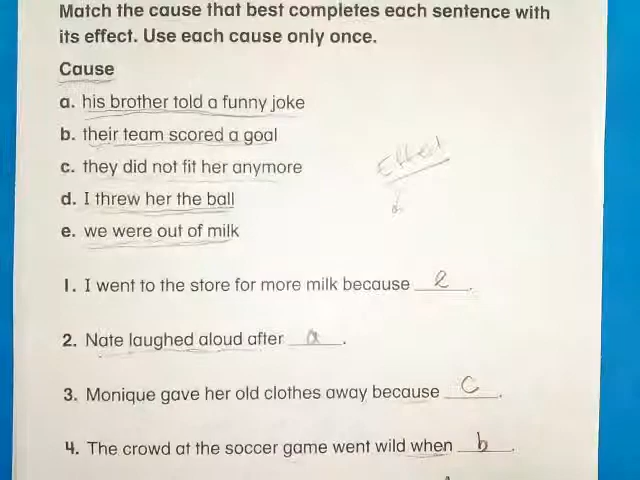 Match the cause that best completes each sentence with
its effect. Use each cause only once.
Cause
a. his brother told a funny joke
b. their team scored a goal
c. they did not fit her anymore
Effect
d. I threw her the ball
e. we were out of milk
1. I went to the store for more milk because e.
2. Nate laughed aloud after a.
3. Monique gave her old clothes away because c.
4. The crowd at the soccer game went wild when b.